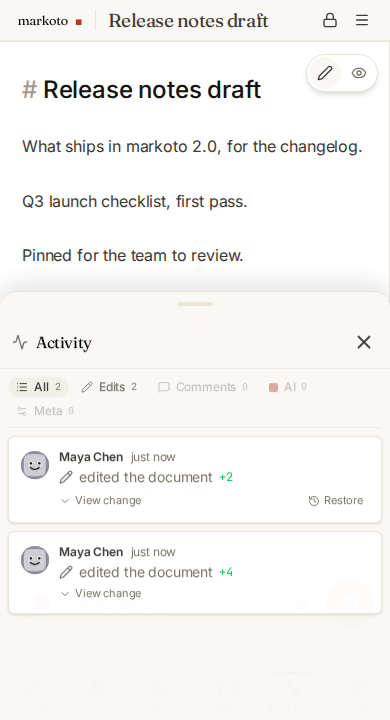 markoto
Release notes draft
# Release notes draft
What ships in markoto 2.0, for the changelog.
Q3 launch checklist, first pass.
Pinned for the team to review.
Activity
All 2 Edits 2 Comments 0 AI 0
Meta 0
Maya Chen just now
edited the document +2
View change Restore
Maya Chen just now
edited the document +4
View change